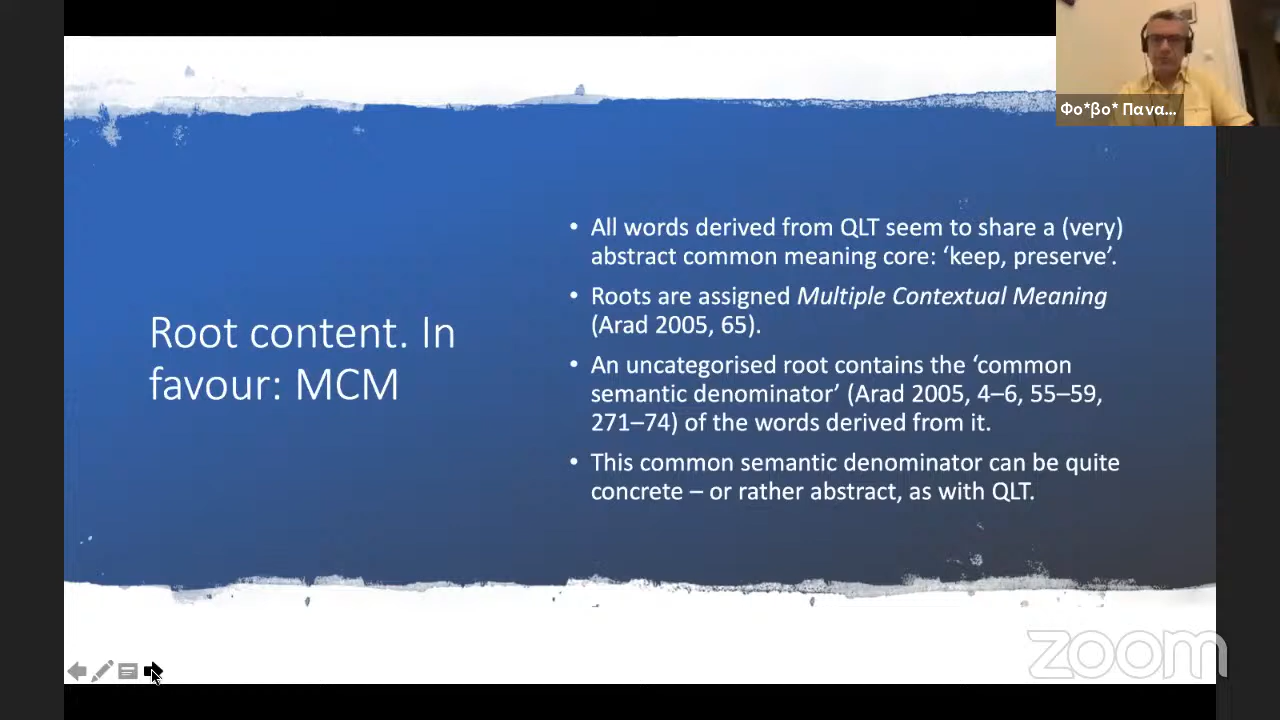 Φο*βο* Πανα...
Root content. In
favour: MCM
• All words derived from QLT seem to share a (very)
abstract common meaning core: ‘keep, preserve’.
• Roots are assigned Multiple Contextual Meaning
(Arad 2005, 65).
• An uncategorised root contains the ‘common
semantic denominator’ (Arad 2005, 4–6, 55–59,
271–74) of the words derived from it.
• This common semantic denominator can be quite
concrete – or rather abstract, as with QLT.
zoom